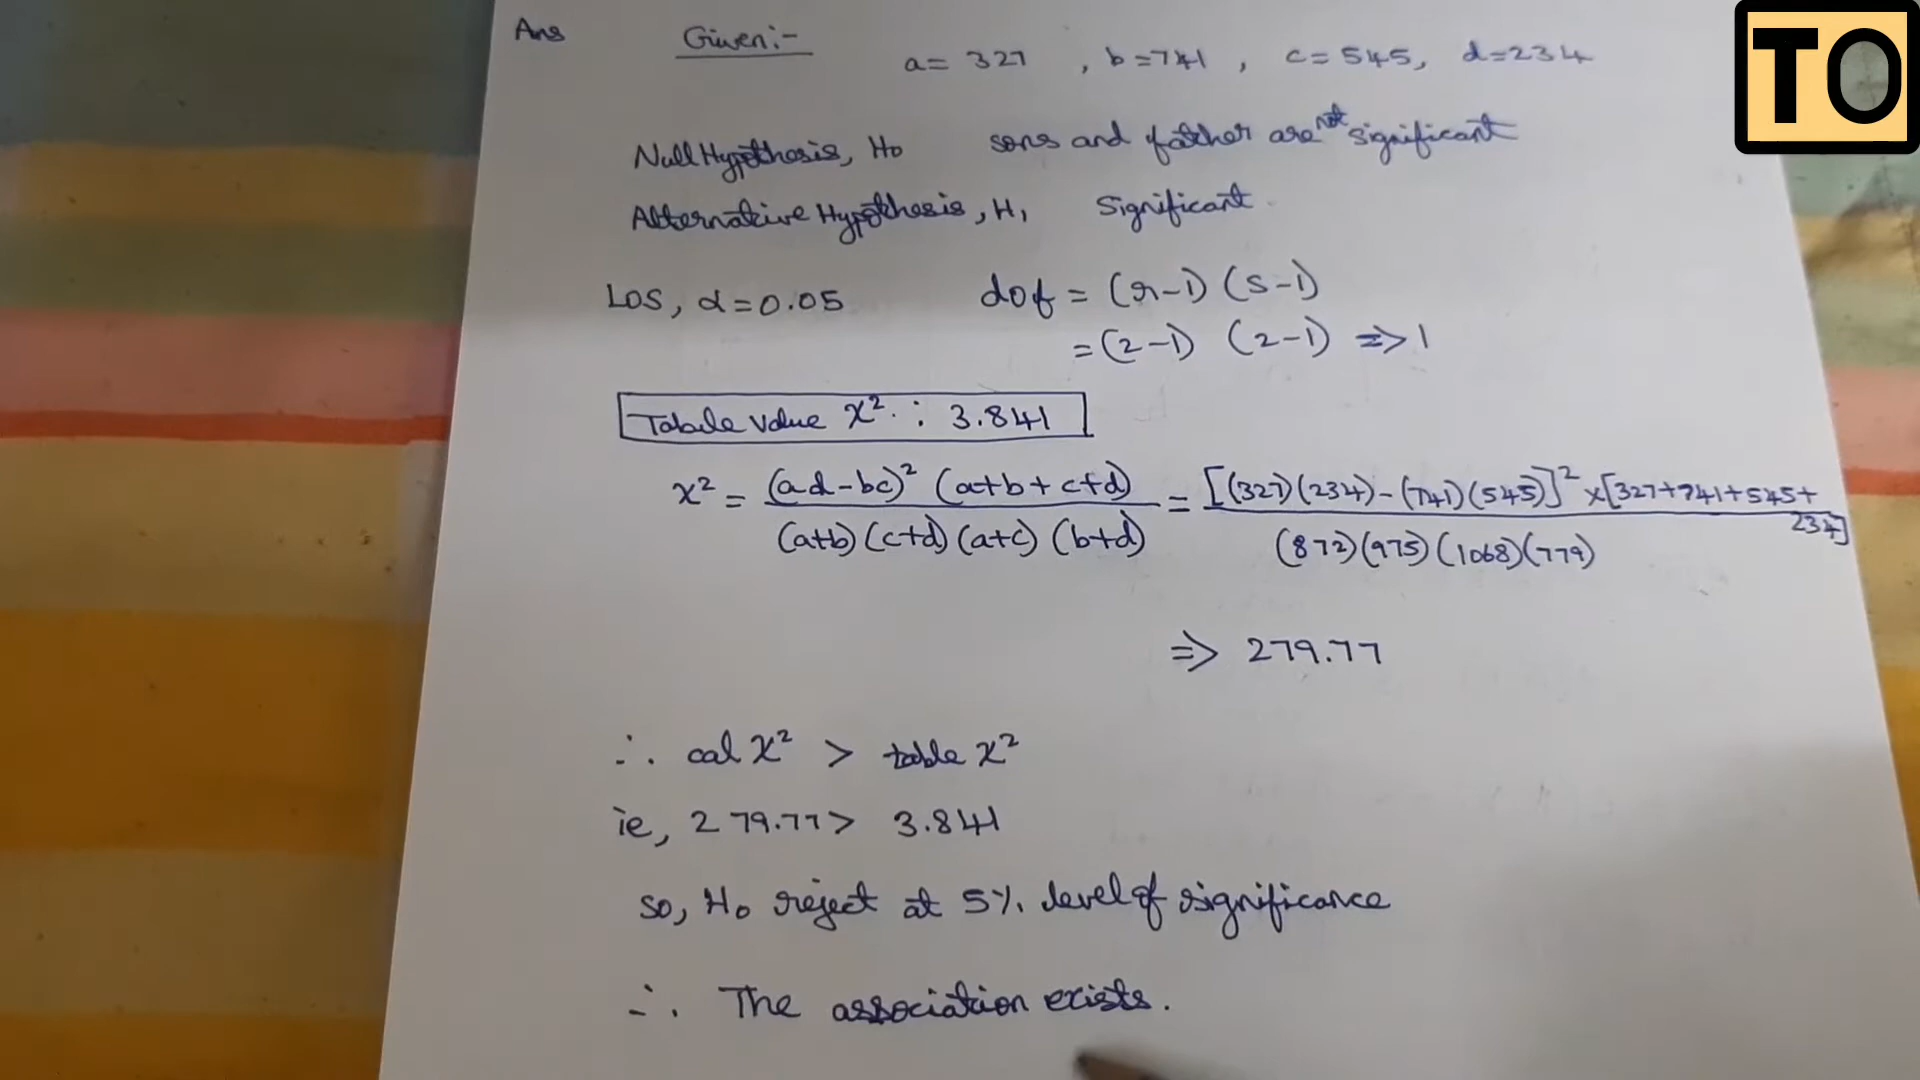 TO
Ans Given:- a= 327 , b=741 , c=545, d=234
Null Hypothesis, H₀ sons and father are not significant
Alternative Hypothesis, H₁ Significant
LOS, α=0.05 dof = (r-1) (s-1)
= (2-1) (2-1) => 1
Table Value χ² : 3.841
χ² = (ad-bc)² (a+b+c+d) / (a+b)(c+d)(a+c)(b+d) = [(327)(234)-(741)(545)]² x [327+741+545+234] / (872)(975)(1068)(779)
=> 279.77
∴ cal χ² > table χ²
ie, 279.77 > 3.841
so, H₀ reject at 5% level of significance
∴ The association exists.